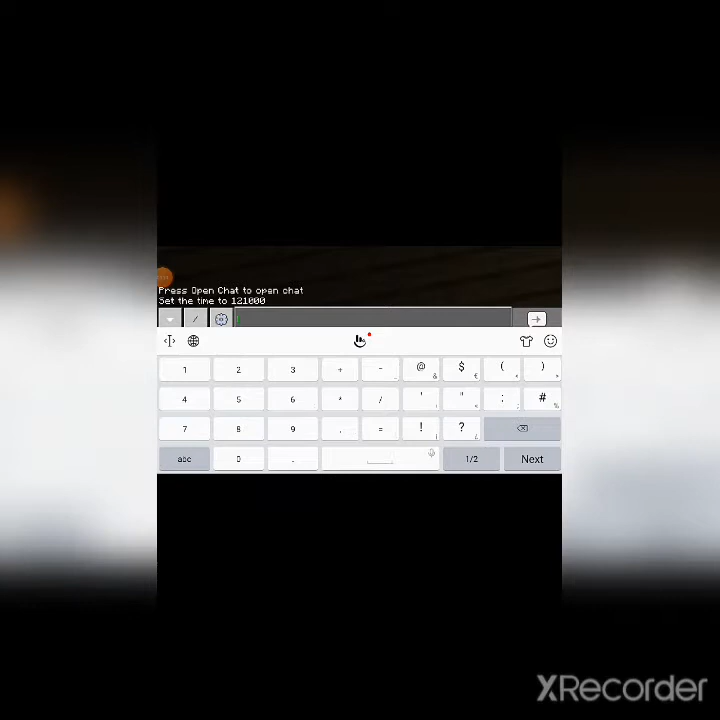 Press Open Chat to open chat
Set the time to 121000
/
1 2 3 + - @ $ ( )
4 5 6 * / ' " : #
7 8 9 , = ! ?
abc 0 . 1/2 Next
XRecorder